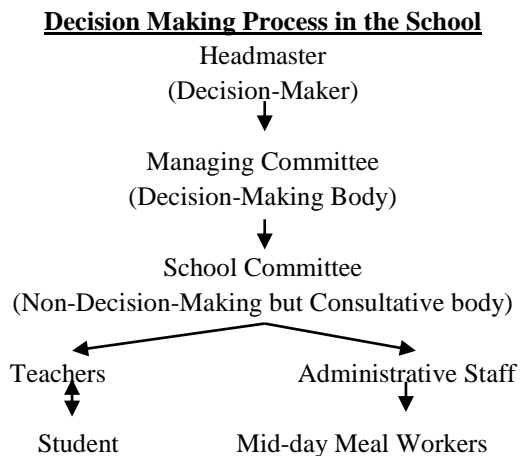 Decision Making Process in the School
Headmaster
(Decision-Maker)
Managing Committee
(Decision-Making Body)
School Committee
(Non-Decision-Making but Consultative body)
Teachers Administrative Staff
Student Mid-day Meal Workers